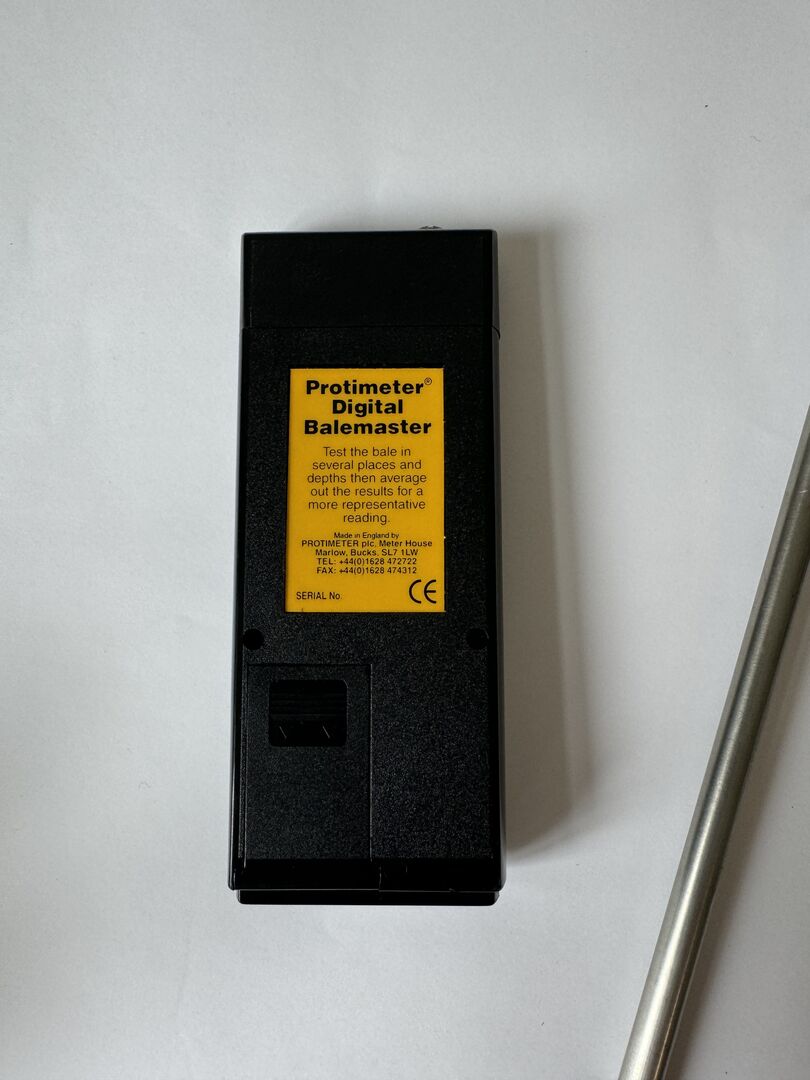 Protimeter®
Digital
Balemaster
Test the bale in
several places and
depths then average
out the results for a
more representative
reading.
Made in England by
PROTIMETER plc, Meter House
Marlow, Bucks. SL7 1LW
TEL: +44(0)1628 472722
FAX: +44(0)1628 474312
SERIAL No. CE